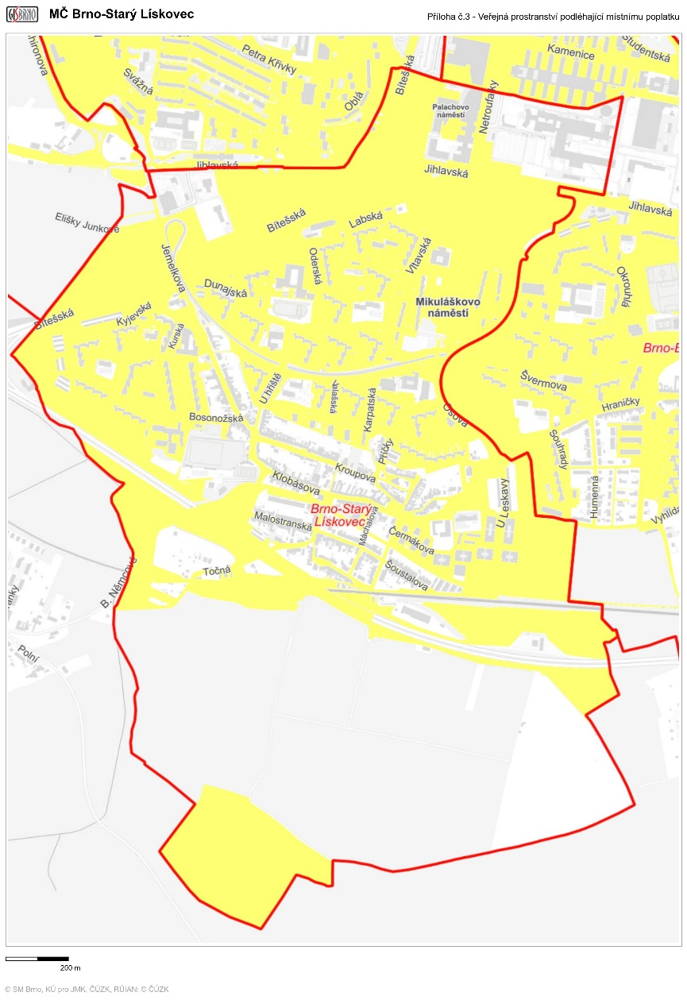 GISBRNO
MČ Brno-Starý Lískovec
Příloha č.3 - Veřejná prostranství podléhající místnímu poplatku
Petra Křivky
Svážná
Oblá
Bítešská
Netroufalky
Kamenice
Studentská
Palachovo
náměstí
Jihlavská
Jihlavská
Jihlavská
Elišky Junkové
Bítešská
Labská
Jemelkova
Oderská
Vltavská
Okrouhlá
Dunajská
Mikuláškovo
náměstí
Bítešská
Kyjevská
Kurská
Brno-B
U hřiště
Valašská
Karpatská
Švermova
Hraničky
Bosonožská
Osová
Souhrady
Příčky
Kroupova
Klobásova
Humenná
U Leskavy
Brno-Starý
Lískovec
Máchalova
Malostranská
Vyhlída
Čermákova
Točná
Šoustalova
B. Němcové
Polní
200 m
© SM Brno, KÚ pro JMK, ČÚZK, RÚIAN: © ČÚZK